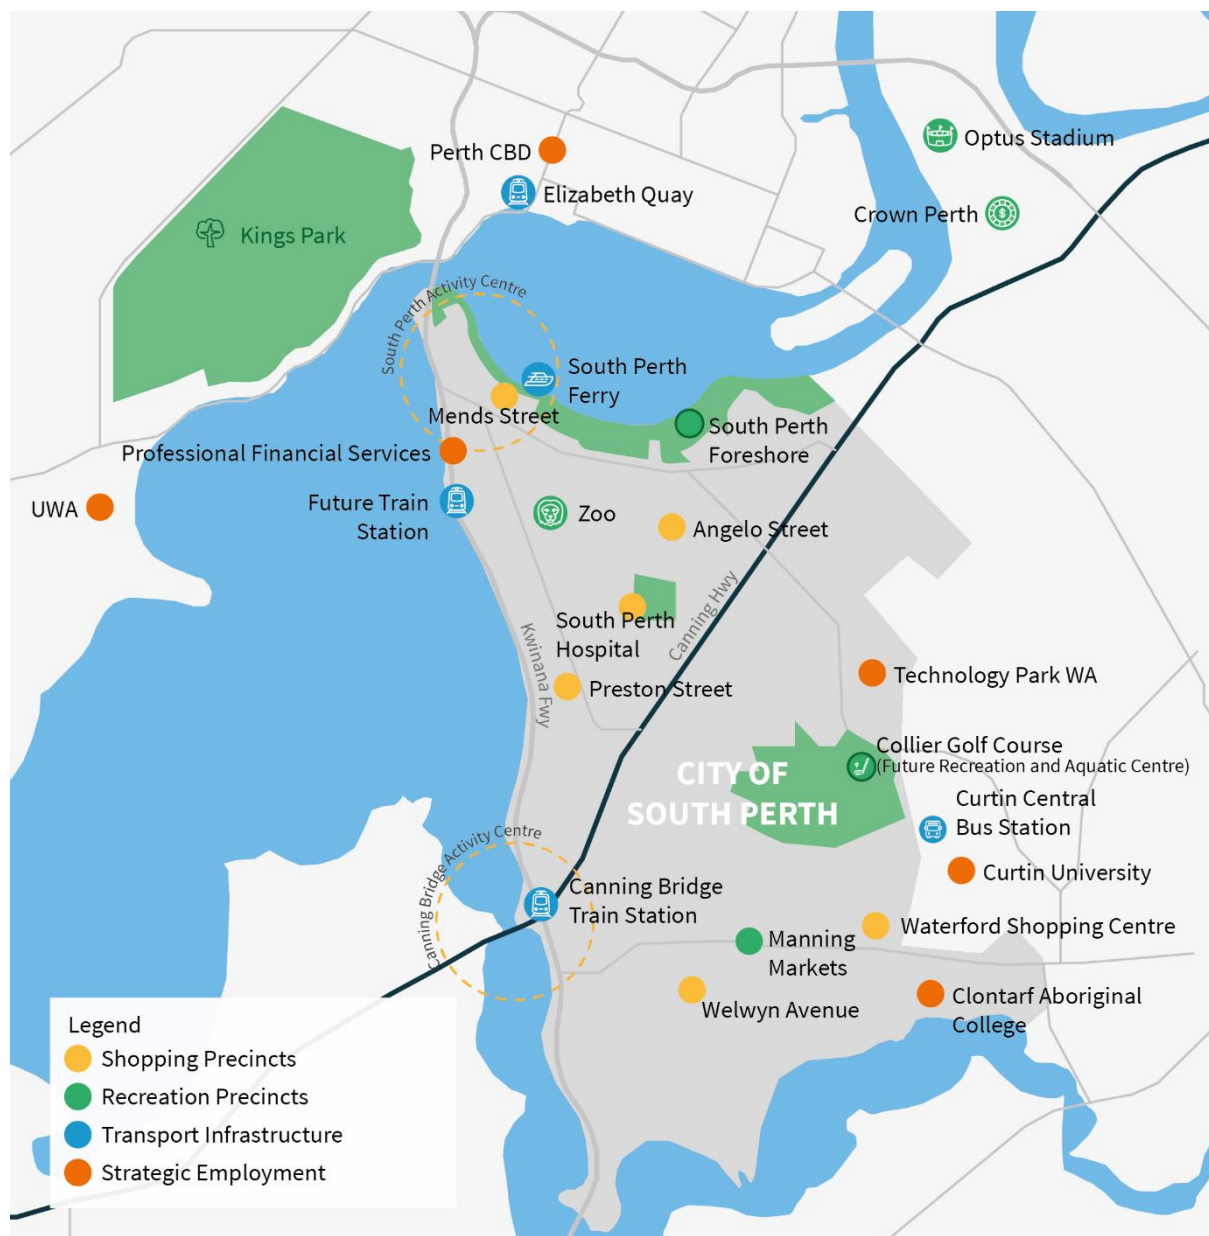 Optus Stadium
Perth CBD
Elizabeth Quay
Crown Perth
$
Kings Park
South Perth Activity Centre
South Perth
Ferry
Mends Street
South Perth
Foreshore
Professional Financial Services
Future Train
Station
UWA
Zoo
Angelo Street
Canning Hwy
South Perth
Hospital
Kwinana Fwy
Preston Street
Technology Park WA
Collier Golf Course
(Future Recreation and Aquatic Centre)
CITY OF
SOUTH PERTH
Curtin Central
Bus Station
Canning Bridge Activity Centre
Curtin University
Canning Bridge
Train Station
Waterford Shopping Centre
Manning
Markets
Welwyn Avenue
Clontarf Aboriginal
College
Legend
Shopping Precincts
Recreation Precincts
Transport Infrastructure
Strategic Employment